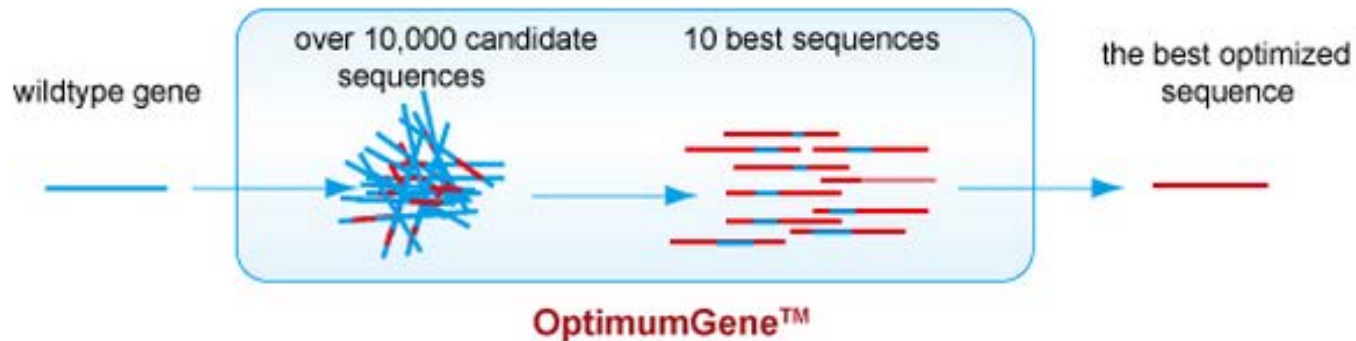 wildtype gene
over 10,000 candidate
sequences
10 best sequences
the best optimized
sequence
OptimumGene™